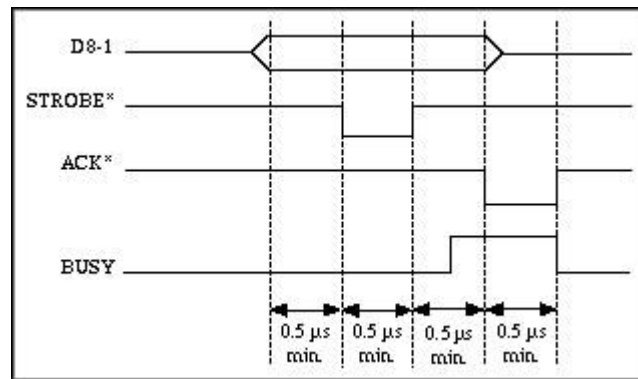 D8-1
STROBE*
ACK*
BUSY
0.5 µs 0.5 µs 0.5 µs 0.5 µs
min. min. min. min.